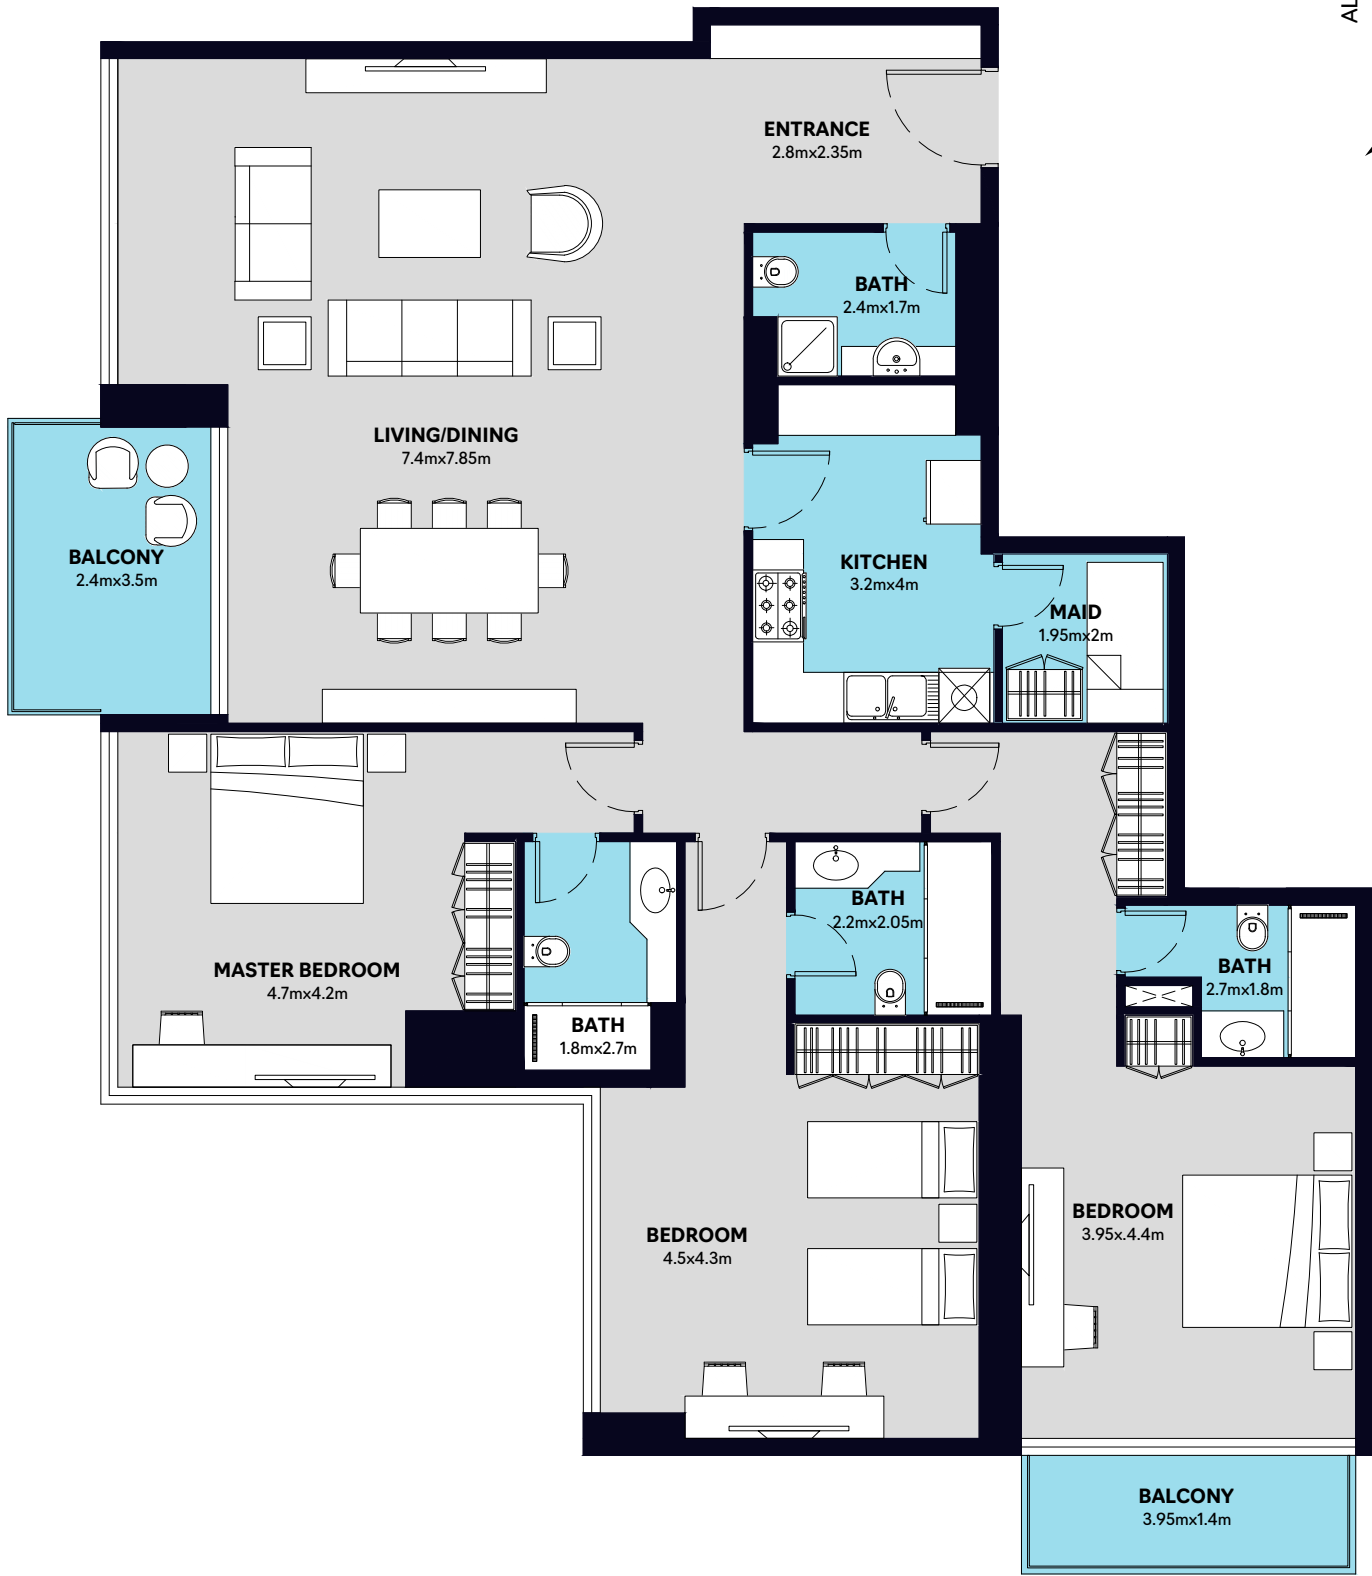 AL
ENTRANCE
2.8mx2.35m
BATH
2.4mx1.7m
LIVING/DINING
7.4mx7.85m
BALCONY
2.4mx3.5m
KITCHEN
3.2mx4m
MAID
1.95mx2m
BATH
2.2mx2.05m
MASTER BEDROOM
4.7mx4.2m
BATH
2.7mx1.8m
BATH
1.8mx2.7m
BEDROOM
3.95x.4.4m
BEDROOM
4.5x4.3m
BALCONY
3.95mx1.4m